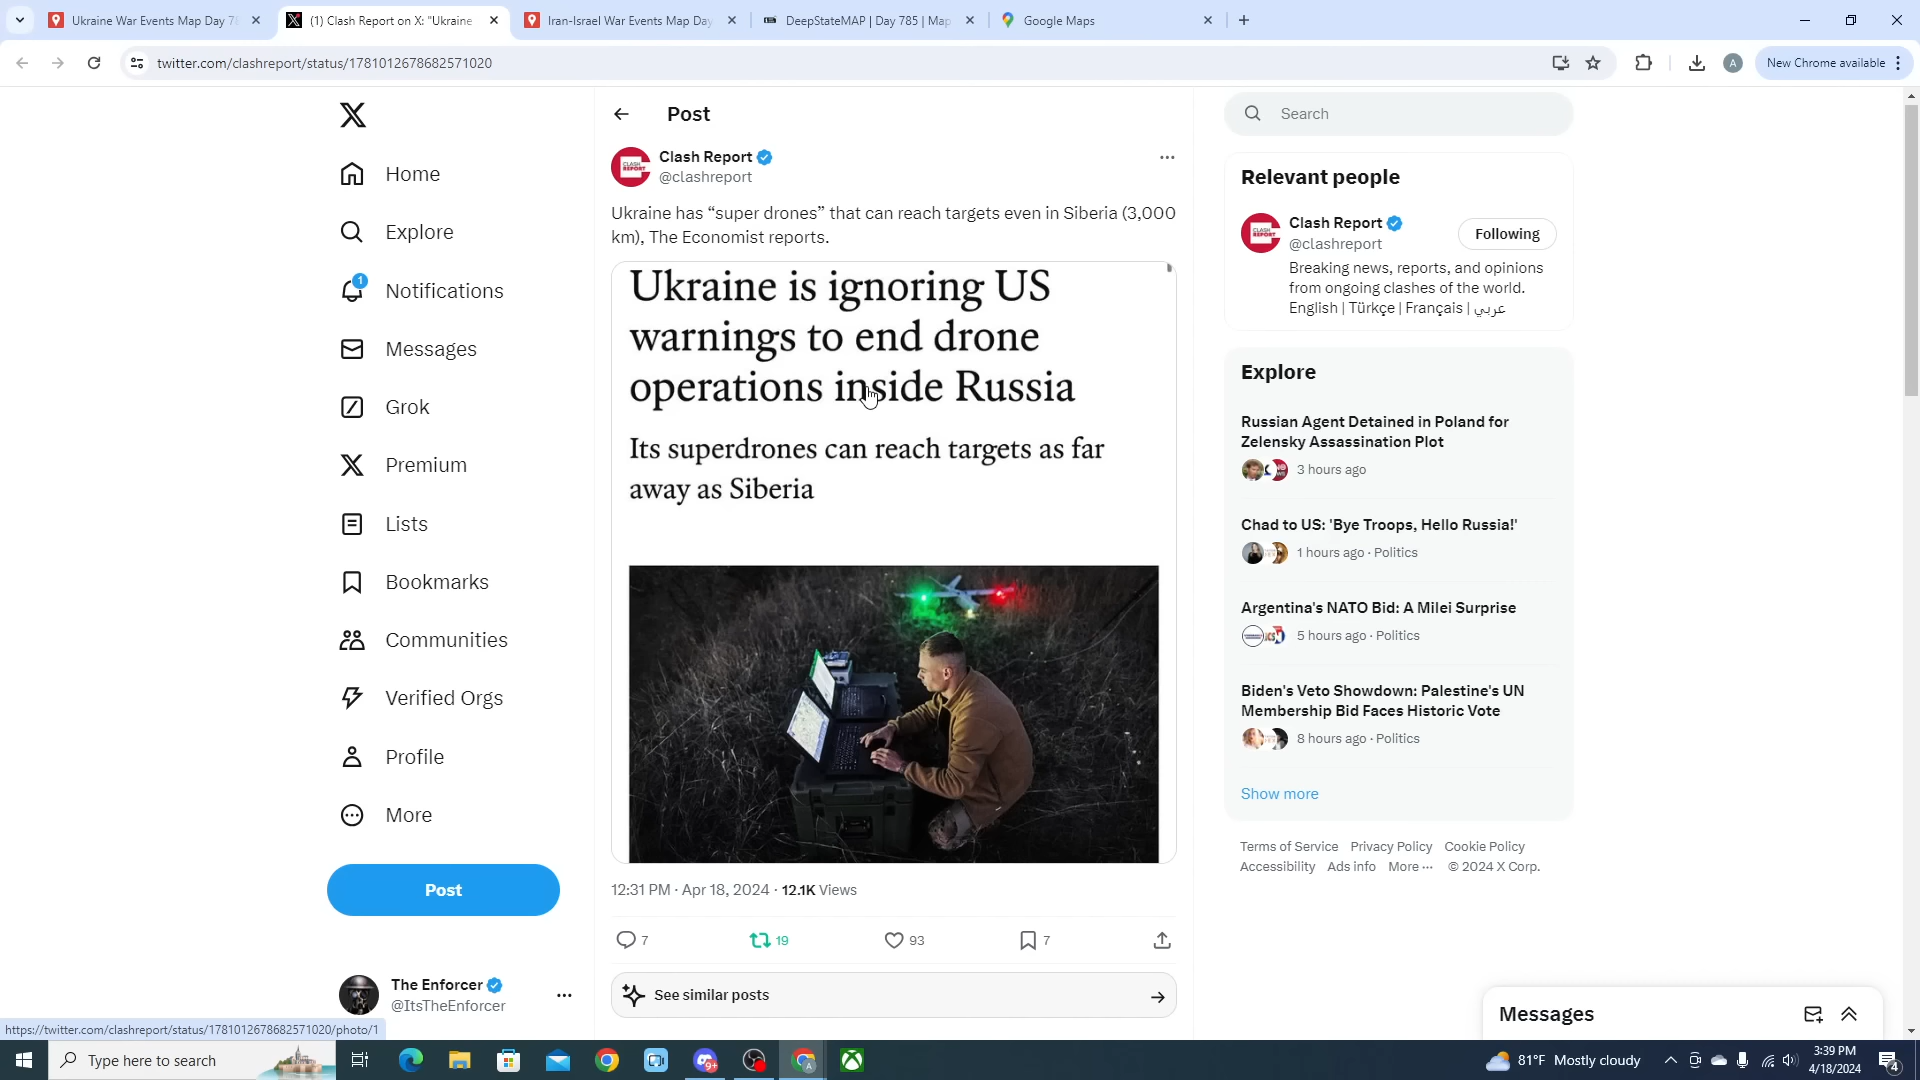 Ukraine War Events Map Day 78
(1) Clash Report on X: "Ukraine
Iran-Israel War Events Map Day
DeepStateMAP | Day 785 | Map
Google Maps
twitter.com/clashreport/status/1781012678682571020
A
New Chrome available
Home
Explore
1
Notifications
Messages
Grok
Premium
Lists
Bookmarks
Communities
Verified Orgs
Profile
More
Post
The Enforcer
@ItsTheEnforcer
https://twitter.com/clashreport/status/1781012678682571020/photo/1
Post
CLASH REPORT
Clash Report
@clashreport
Ukraine has “super drones” that can reach targets even in Siberia (3,000
km), The Economist reports.
Ukraine is ignoring US
warnings to end drone
operations inside Russia
Its superdrones can reach targets as far
away as Siberia
12:31 PM · Apr 18, 2024 · 12.1K Views
7
19
93
7
See similar posts
Search
Relevant people
CLASH REPORT
Clash Report
@clashreport
Following
Breaking news, reports, and opinions
from ongoing clashes of the world.
English | Türkçe | Français | عربي
Explore
Russian Agent Detained in Poland for
Zelensky Assassination Plot
3 hours ago
Chad to US: 'Bye Troops, Hello Russia!'
1 hours ago · Politics
Argentina's NATO Bid: A Milei Surprise
5 hours ago · Politics
Biden's Veto Showdown: Palestine's UN
Membership Bid Faces Historic Vote
8 hours ago · Politics
Show more
Terms of Service Privacy Policy Cookie Policy
Accessibility Ads info More ··· © 2024 X Corp.
Messages
Type here to search
9+
A
81°F Mostly cloudy
3:39 PM
4/18/2024
4